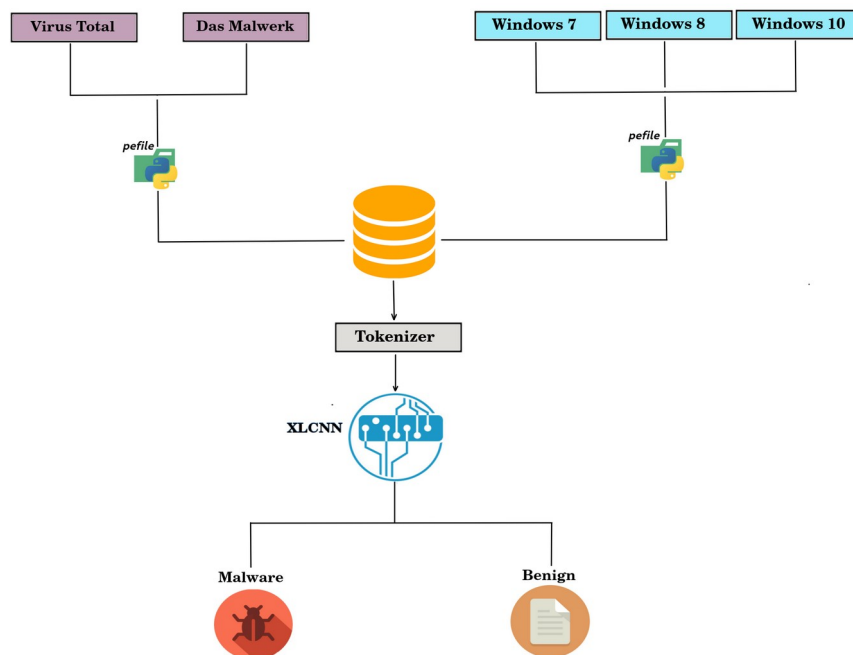 Virus Total
Das Malwerk
Windows 7
Windows 8
Windows 10
pefile
pefile
Tokenizer
XLCNN
Malware
Benign